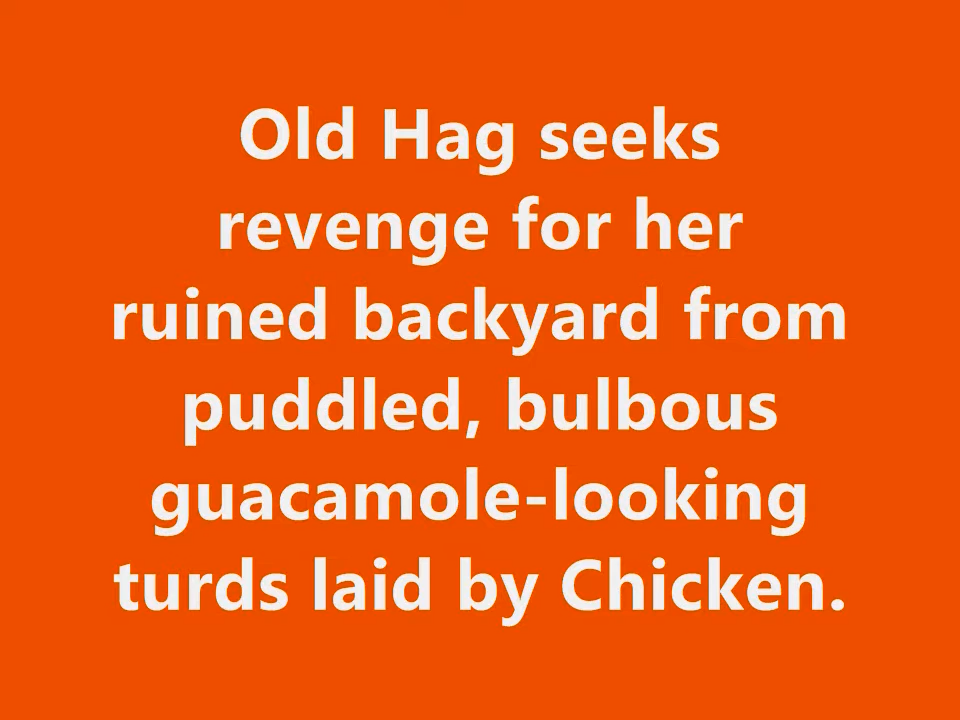 Old Hag seeks
revenge for her
ruined backyard from
puddled, bulbous
guacamole-looking
turds laid by Chicken.